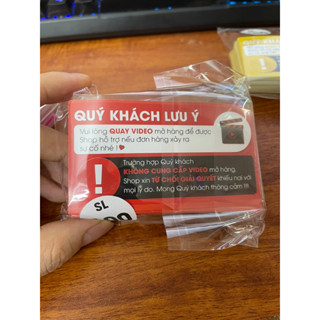 QUÝ KHÁCH LƯU Ý
Vui lòng QUAY VIDEO mở hàng để được
Shop hỗ trợ nếu đơn hàng xảy ra
sự cố nhé !
!
Trường hợp Quý khách
KHÔNG CUNG CẤP VIDEO mở hàng.
Shop xin TỪ CHỐI GIẢI QUYẾT khiếu nại với
mọi lý do. Mong Quý khách thông cảm !!!
SL